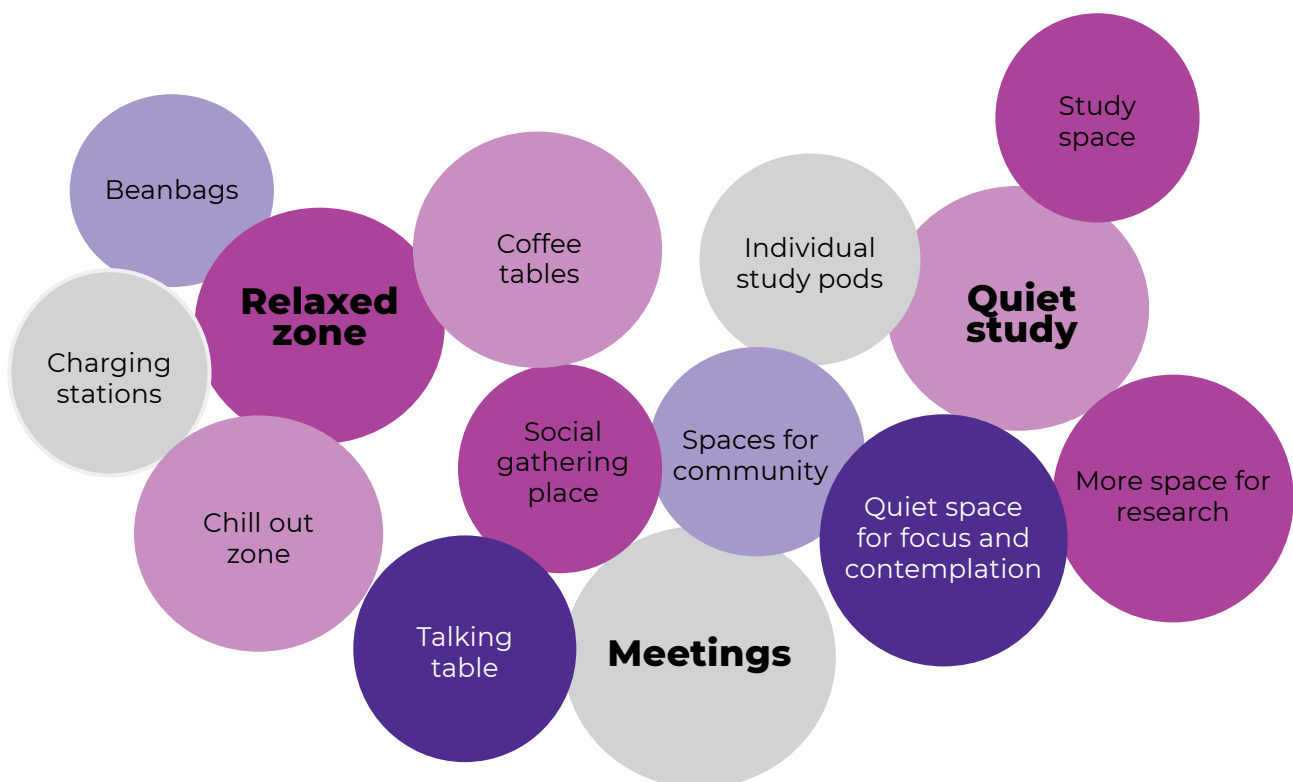 Study
space
Beanbags
Coffee
tables
Individual
study pods
Relaxed
zone
Quiet
study
Charging
stations
Social
gathering
place
Spaces for
community
More space for
research
Quiet space
for focus and
contemplation
Chill out
zone
Talking
table
Meetings